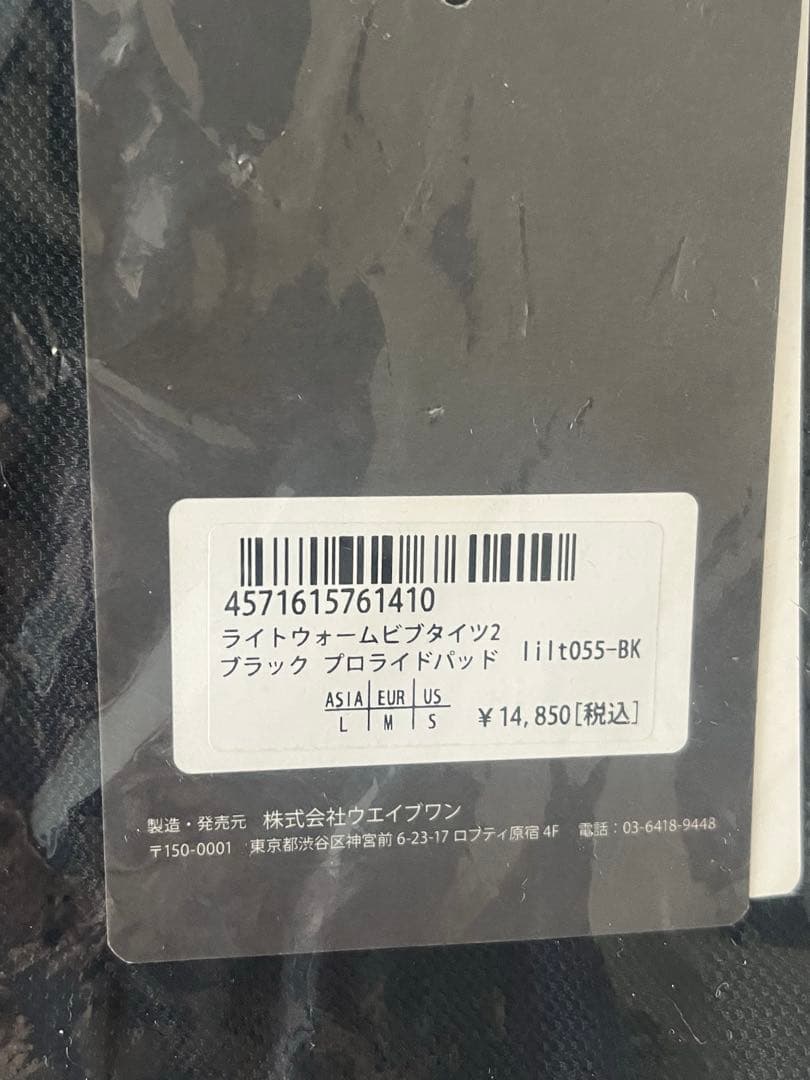 4571615761410
ライトウォームビブタイツ2
ブラック プロライドパッド lilt055-BK
ASIA EUR US
L M S ¥14,850[税込]
製造・発売元 株式会社ウエイブワン
〒150-0001 東京都渋谷区神宮前 6-23-17 ロブティ原宿 4F 電話：03-6418-9448